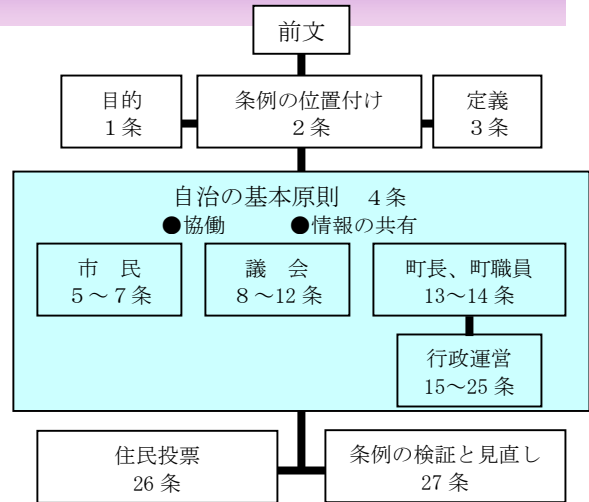 前文
目的
1条
条例の位置付け
2条
定義
3条
自治の基本原則　4条
●協働　●情報の共有
市　民
5～7条
議　会
8～12条
町長、町職員
13～14条
行政運営
15～25条
住民投票
26条
条例の検証と見直し
27条